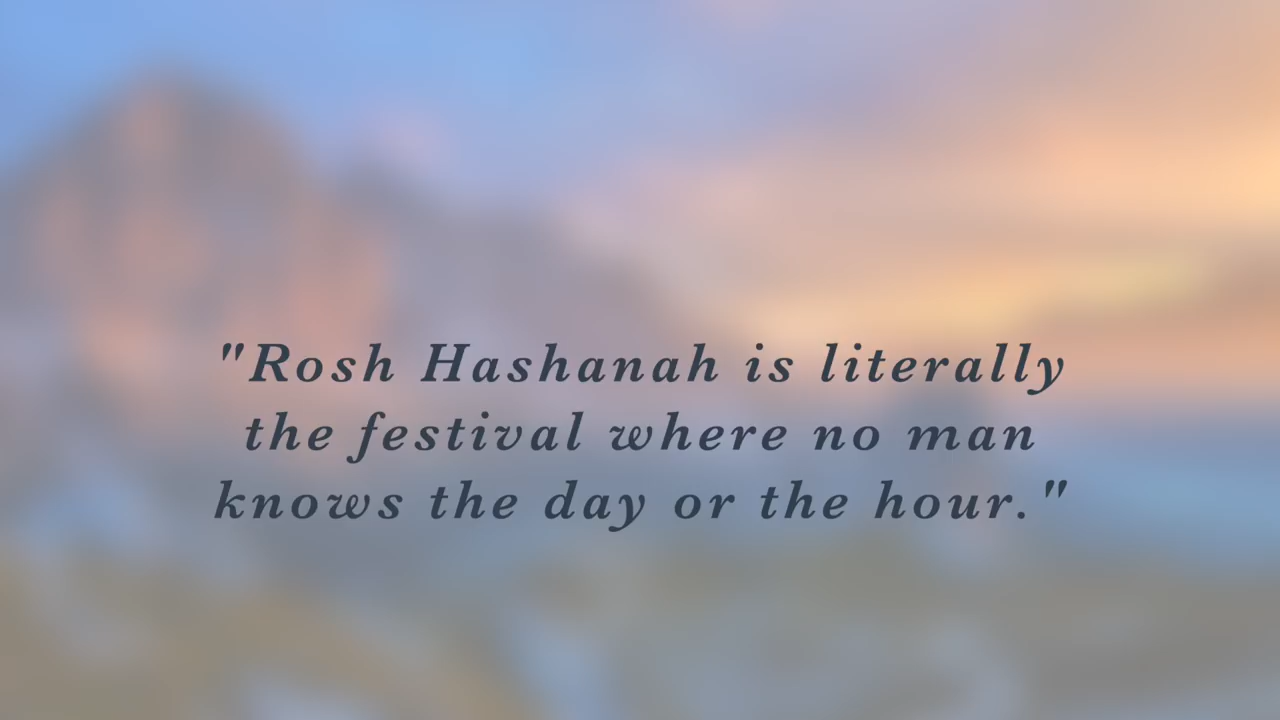 "Rosh Hashanah is literally
the festival where no man
knows the day or the hour."